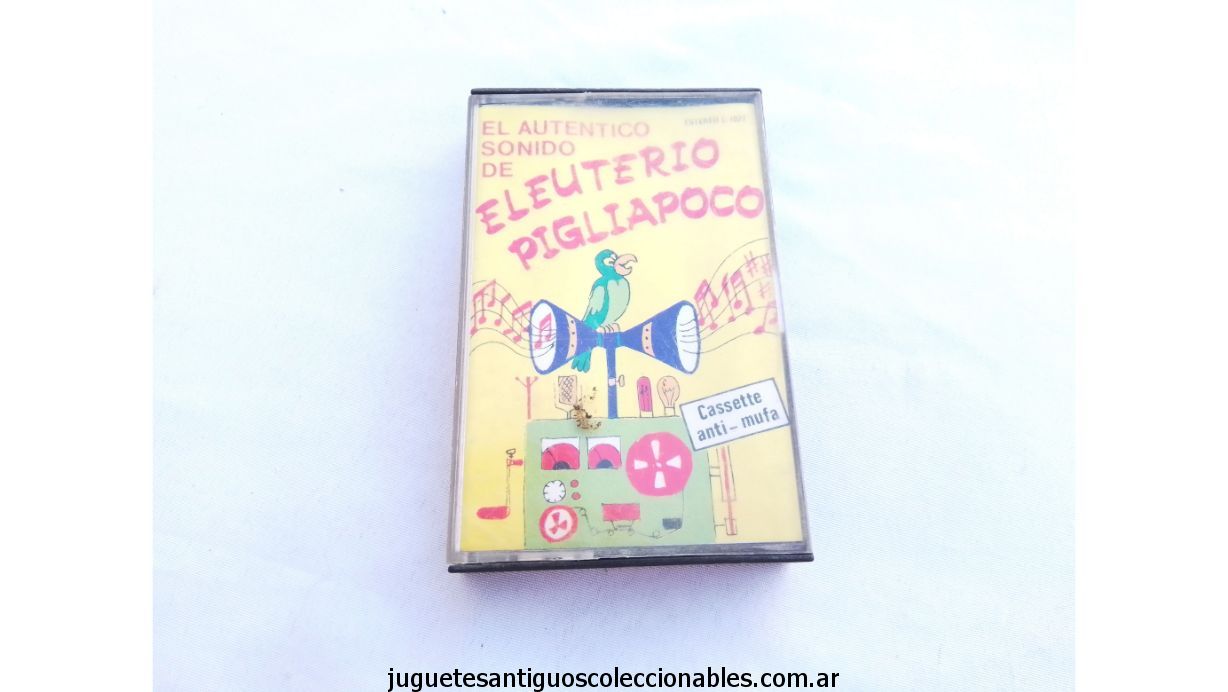 EL AUTENTICO
SONIDO
DE
ELEUTERIO
PIGLIAPOCO
Cassette
anti - mufa
juguetesantiguoscoleccionables.com.ar